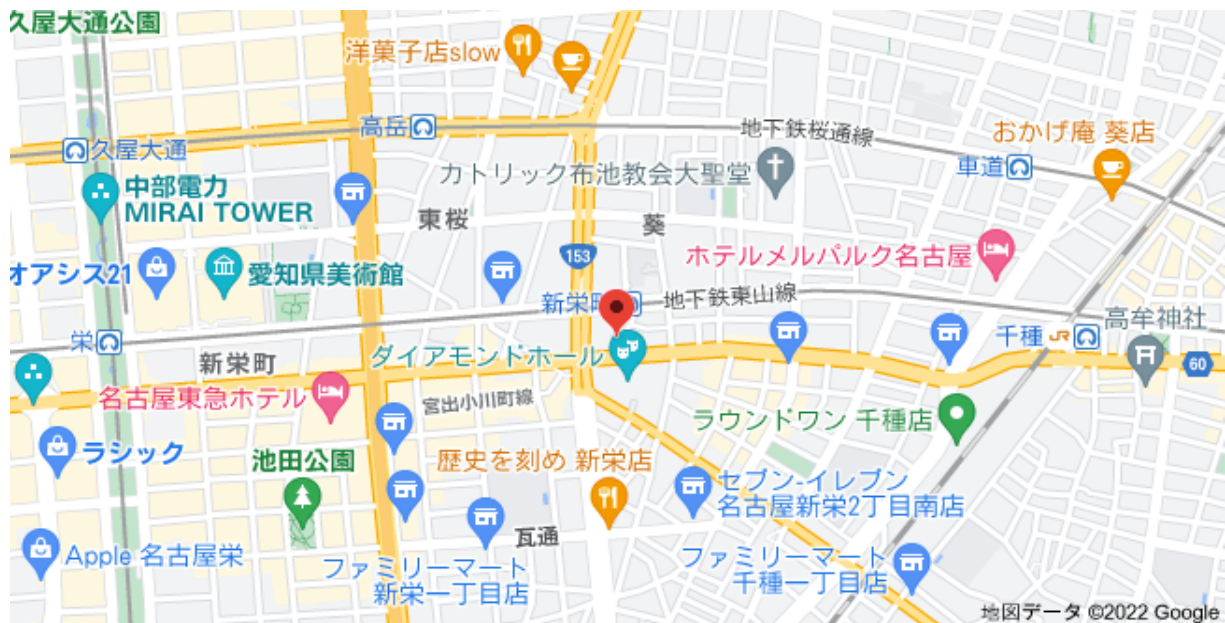 久屋大通公園
洋菓子店slow
高岳
地下鉄桜通線
おかげ庵 葵店
久屋大通
カトリック布池教会大聖堂
車道
中部電力
MIRAI TOWER
東桜
葵
153
ホテルメルパルク名古屋
オアシス21
愛知県美術館
新栄町
地下鉄東山線
高牟神社
栄
千種
JR
新栄町
ダイアモンドホール
60
名古屋東急ホテル
宮出小川町線
ラウンドワン 千種店
ラシック
池田公園
歴史を刻め 新栄店
セブン-イレブン
名古屋新栄2丁目南店
瓦通
Apple 名古屋栄
ファミリーマート
新栄一丁目店
ファミリーマート
千種一丁目店
地図データ ©2022 Google